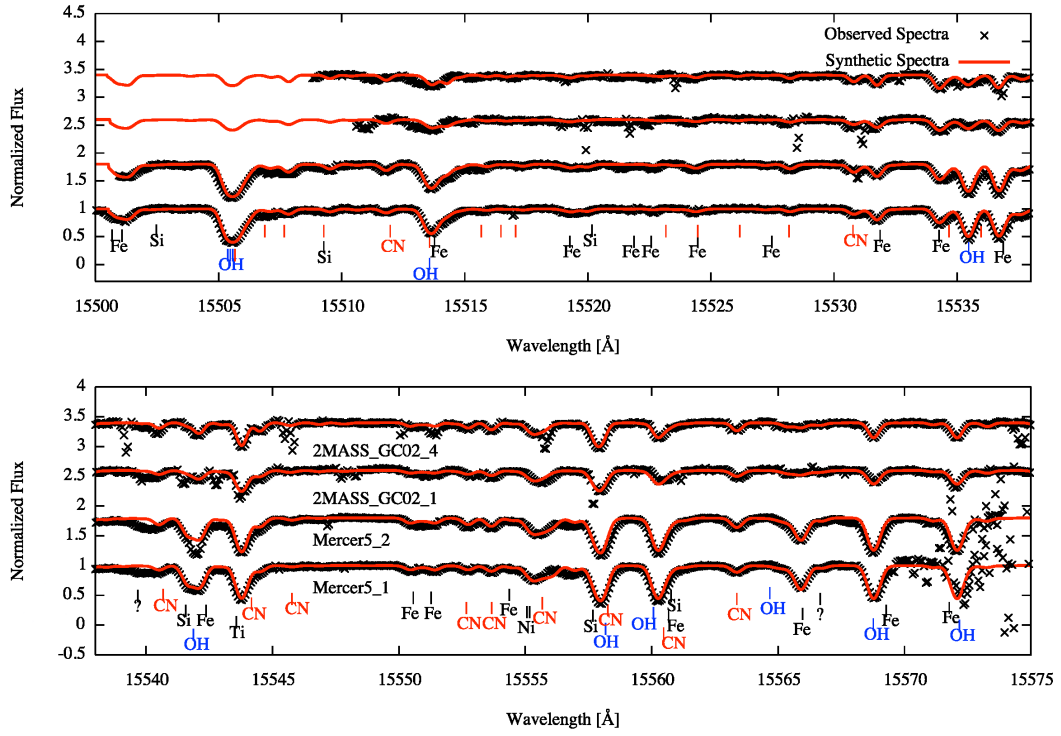 4.5
4
3.5
3
2.5
2
1.5
1
0.5
0
Normalized Flux
Observed Spectra
Synthetic Spectra
Fe
Si
OH
Si
CN
Fe
OH
Fe
Si
Fe
Fe
Fe
Fe
CN
Fe
Fe
OH
Fe
15500
15505
15510
15515
15520
15525
15530
15535
Wavelength [Å]
4
3.5
3
2.5
2
1.5
1
0.5
0
-0.5
Normalized Flux
2MASS_GC02_4
2MASS_GC02_1
Mercer5_2
Mercer5_1
?
CN
Si
Fe
OH
Ti
CN
CN
Fe
Fe
CN
CN
Fe
Ni
CN
Si
CN
OH
OH
Si
Fe
CN
CN
OH
Fe
?
OH
Fe
Fe
OH
15540
15545
15550
15555
15560
15565
15570
15575
Wavelength [Å]